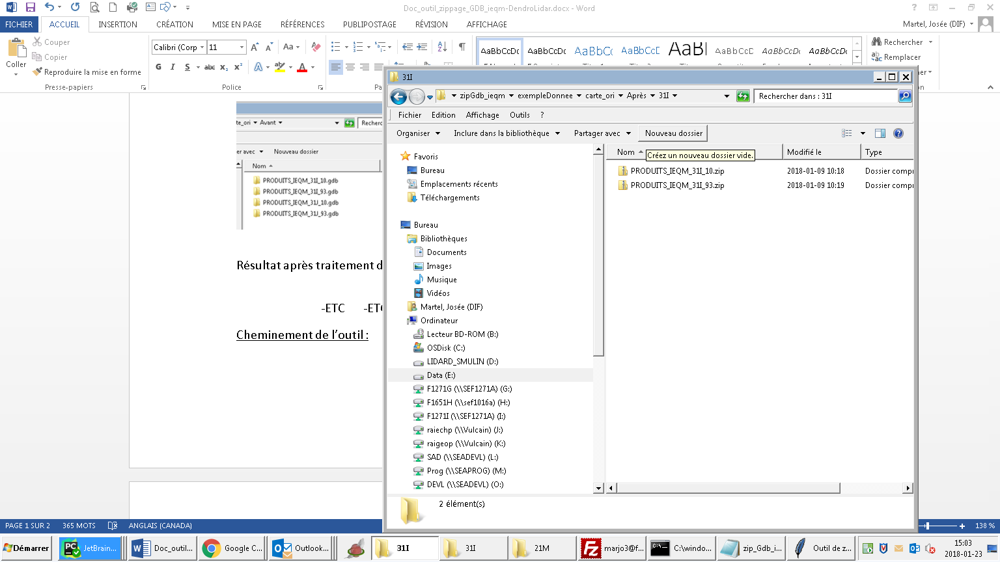 Doc_outil_zippage_GDB_ieqm-DendroLidar.docx - Word
FICHIER ACCUEIL INSERTION CRÉATION MISE EN PAGE RÉFÉRENCES PUBLIPOSTAGE RÉVISION AFFICHAGE
Martel, Josée (DIF)
Coller
Couper
Copier
Reproduire la mise en forme
Presse-papiers
Calibri (Corp 11
Police
AaBbCcDc AaBbCcDc AaBbCc AaBbCcC AaBl AaBbCcD AaBbCcDc AaBbCcDc
Rechercher
Remplacer
te_ori Avant
Recherc
er avec Nouveau dossier
Nom
PRODUITS_IEQM_31I_10.gdb
PRODUITS_IEQM_31I_93.gdb
PRODUITS_IEQM_31J_10.gdb
PRODUITS_IEQM_31J_93.gdb
Résultat après traitement d
-ETC -ETC
Cheminement de l'outil :
31I
zipGdb_ieqm exempleDonnee carte_ori Après 31I
Rechercher dans : 31I
Fichier Edition Affichage Outils ?
Organiser Inclure dans la bibliothèque Partager avec Nouveau dossier
Créez un nouveau dossier vide.
Nom Modifié le Type
PRODUITS_IEQM_31I_10.zip 2018-01-09 10:18 Dossier compr
PRODUITS_IEQM_31I_93.zip 2018-01-09 10:19 Dossier compr
Favoris
Bureau
Emplacements récents
Téléchargements
Bureau
Bibliothèques
Documents
Images
Musique
Vidéos
Martel, Josée (DIF)
Ordinateur
Lecteur BD-ROM (B:)
OSDisk (C:)
LIDARD_SMULIN (D:)
Data (E:)
F1271G (\\SEF1271A) (G:)
F1651H (\\sef1016a) (H:)
F1271I (\\SEF1271A) (I:)
raiechp (\\Vulcain) (J:)
raigeop (\\Vulcain) (K:)
SAD (\\SEADEVL) (L:)
Prog (\\SEAPROG) (M:)
DEVL (\\SEADEVL) (O:)
2 élément(s)
PAGE 1 SUR 2 365 MOTS ANGLAIS (CANADA)
138 %
Démarrer JetBrain... Doc_outil... Google C... Outlook... 31I 31I 21M marjo3@f... C:\windo... zip_Gdb_i... Outil de z...
15:03
2018-01-23